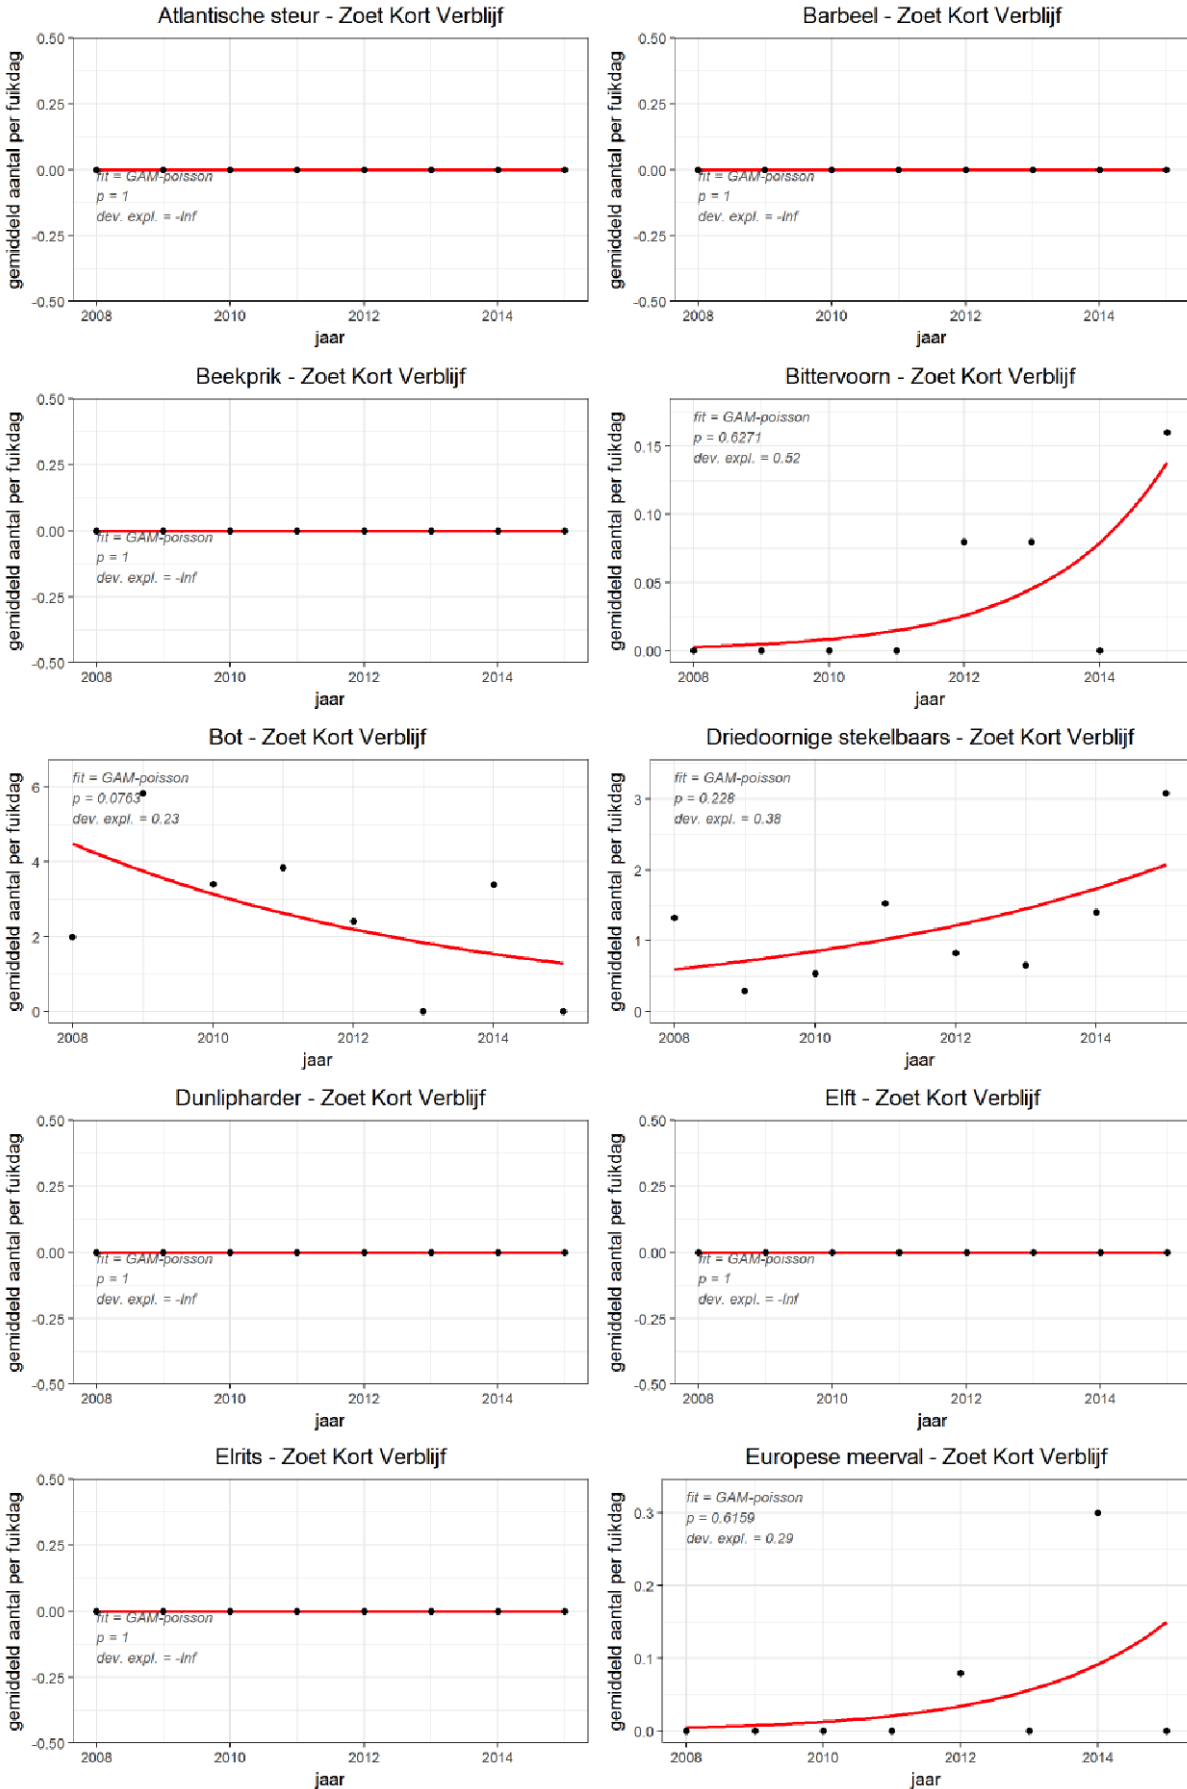 Atlantische steur - Zoet Kort Verblijf
gemiddeld aantal per fuikdag
0.50
0.25
0.00
-0.25
-0.50
fit = GAM-poisson
p = 1
dev. expl. = -Inf
2008 2010 2012 2014
jaar
Barbeel - Zoet Kort Verblijf
gemiddeld aantal per fuikdag
0.50
0.25
0.00
-0.25
-0.50
fit = GAM-poisson
p = 1
dev. expl. = -Inf
2008 2010 2012 2014
jaar
Beekprik - Zoet Kort Verblijf
gemiddeld aantal per fuikdag
0.50
0.25
0.00
-0.25
-0.50
fit = GAM-poisson
p = 1
dev. expl. = -Inf
2008 2010 2012 2014
jaar
Bittervoorn - Zoet Kort Verblijf
gemiddeld aantal per fuikdag
fit = GAM-poisson
p = 0.6271
dev. expl. = 0.52
0.15
0.10
0.05
0.00
2008 2010 2012 2014
jaar
Bot - Zoet Kort Verblijf
gemiddeld aantal per fuikdag
fit = GAM-poisson
p = 0.0763
dev. expl. = 0.23
6
4
2
0
2008 2010 2012 2014
jaar
Driedoornige stekelbaars - Zoet Kort Verblijf
gemiddeld aantal per fuikdag
fit = GAM-poisson
p = 0.228
dev. expl. = 0.38
3
2
1
0
2008 2010 2012 2014
jaar
Dunlipharder - Zoet Kort Verblijf
gemiddeld aantal per fuikdag
0.50
0.25
0.00
-0.25
-0.50
fit = GAM-poisson
p = 1
dev. expl. = -Inf
2008 2010 2012 2014
jaar
Elft - Zoet Kort Verblijf
gemiddeld aantal per fuikdag
0.50
0.25
0.00
-0.25
-0.50
fit = GAM-poisson
p = 1
dev. expl. = -Inf
2008 2010 2012 2014
jaar
Elrits - Zoet Kort Verblijf
gemiddeld aantal per fuikdag
0.50
0.25
0.00
-0.25
-0.50
fit = GAM-poisson
p = 1
dev. expl. = -Inf
2008 2010 2012 2014
jaar
Europese meerval - Zoet Kort Verblijf
gemiddeld aantal per fuikdag
fit = GAM-poisson
p = 0.6159
dev. expl. = 0.29
0.3
0.2
0.1
0.0
2008 2010 2012 2014
jaar